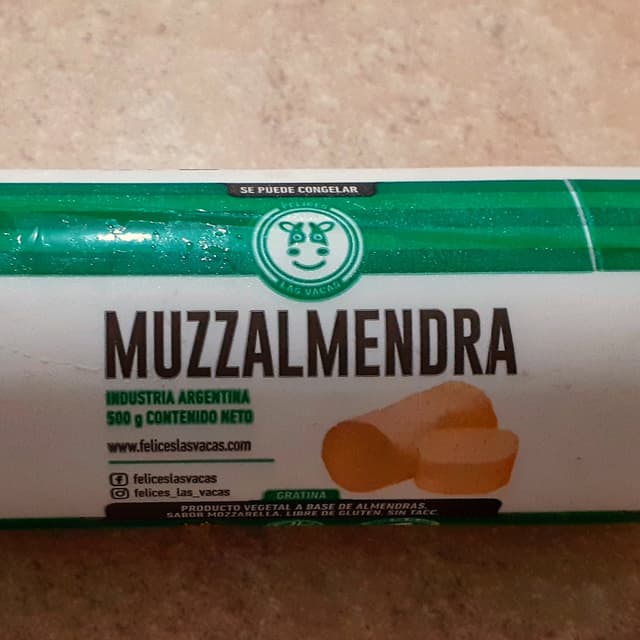 SE PUEDE CONGELAR
FELICES
LAS VACAS
MUZZALMENDRA
INDUSTRIA ARGENTINA
500 g CONTENIDO NETO
www.feliceslasvacas.com
feliceslasvacas
felices_las_vacas
GRATINA
PRODUCTO VEGETAL A BASE DE ALMENDRAS.
SABOR MOZZARELLA. LIBRE DE GLUTEN. SIN TACC